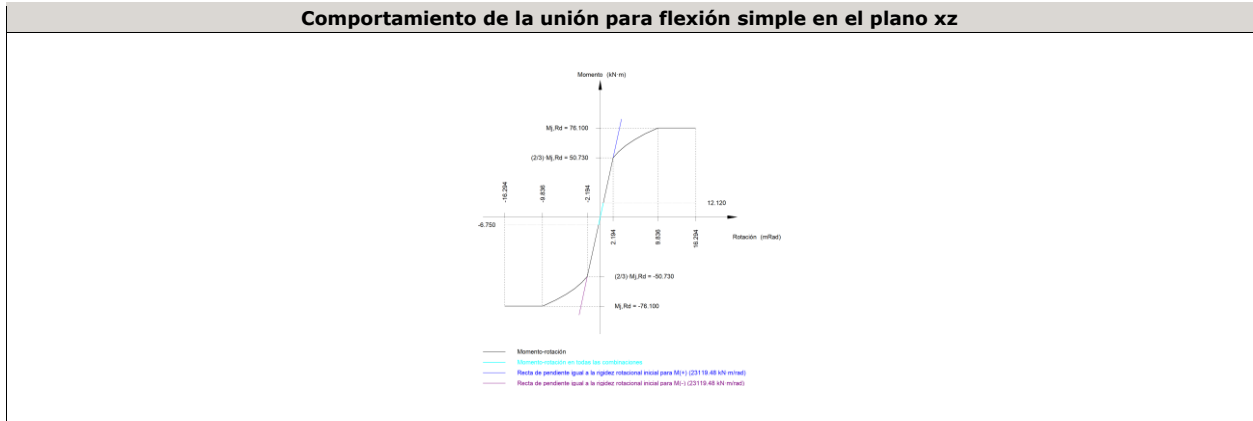 Comportamiento de la unión para flexión simple en el plano xz
Momento (kN·m)
Mj,Rd = 76.100
(2/3)·Mj,Rd = 50.730
-16.294
-9.836
-2.194
12.120
-6.750
2.194
9.836
16.294
Rotación (mRad)
(2/3)·Mj,Rd = -50.730
Mj,Rd = -76.100
Momento-rotación
Momento-rotación en todas las combinaciones
Recta de pendiente igual a la rigidez rotacional inicial para M(+) (23119.48 kN·m/rad)
Recta de pendiente igual a la rigidez rotacional inicial para M(-) (23119.48 kN·m/rad)